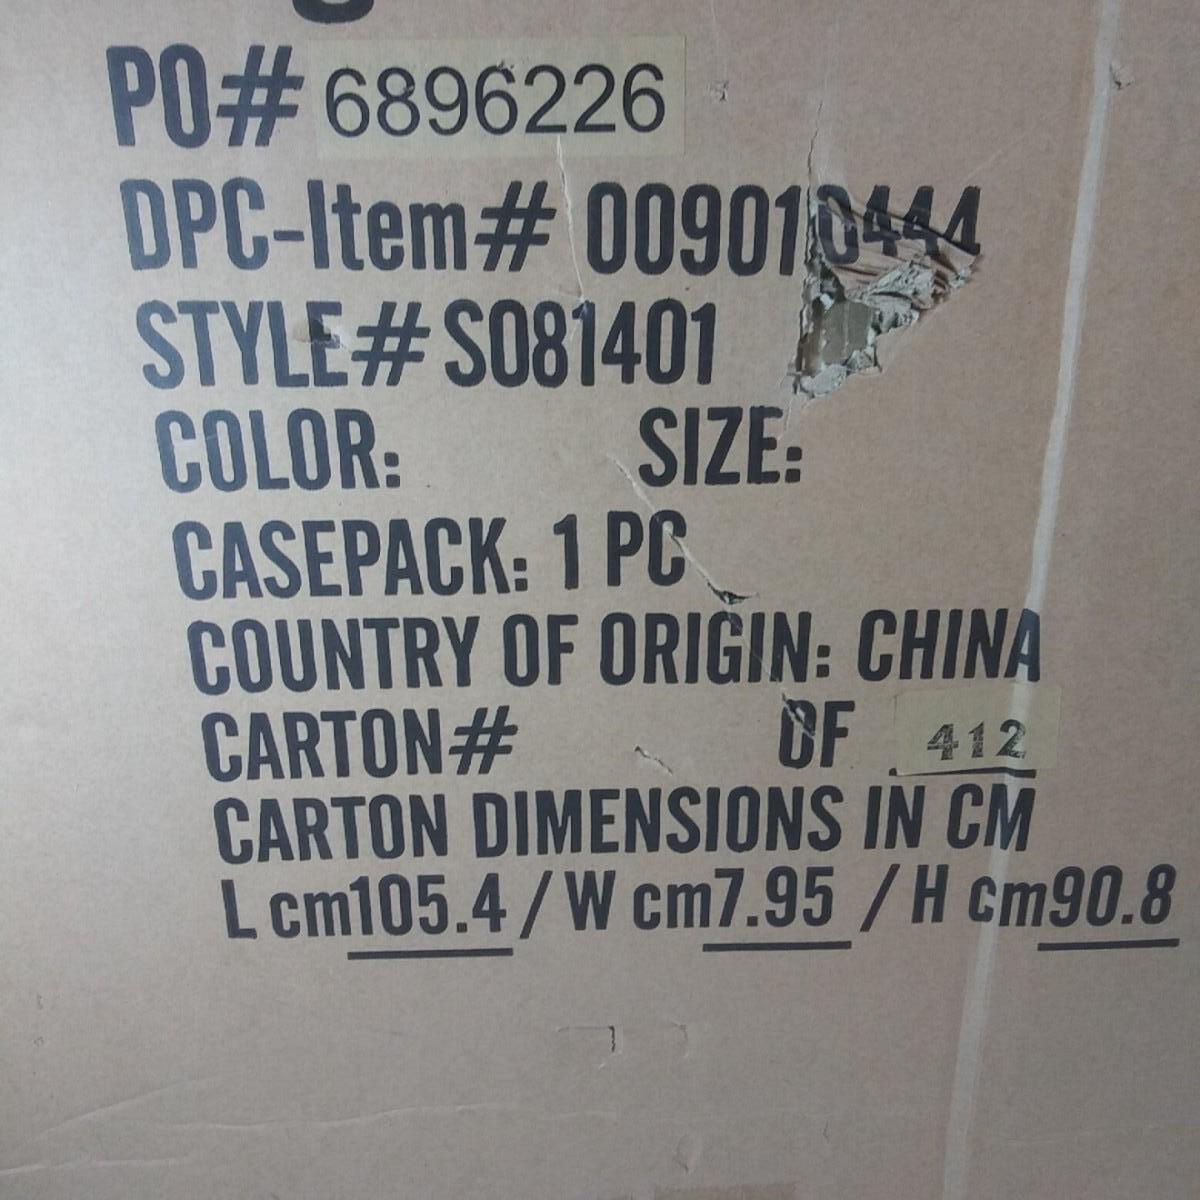 PO# 6896226
DPC-Item# 009010444
STYLE# S081401
COLOR: SIZE:
CASEPACK: 1 PC
COUNTRY OF ORIGIN: CHINA
CARTON# OF 412
CARTON DIMENSIONS IN CM
L cm105.4 / W cm7.95 / H cm90.8